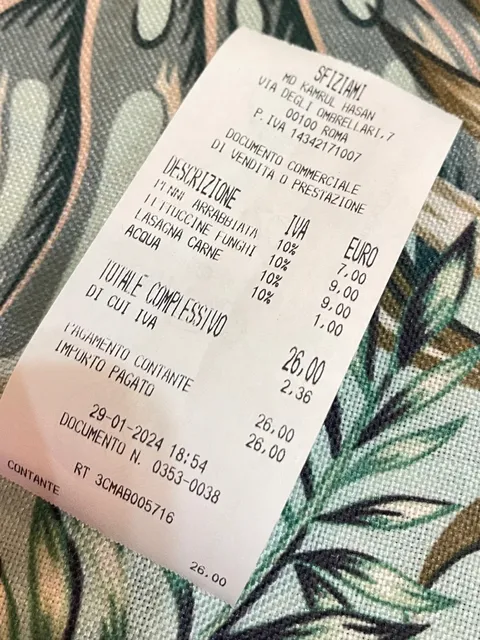 SFIZIAMI
MD KAMRUL HASAN
VIA DEGLI OMBRELLARI,7
00100 ROMA
P.IVA 14342171007
DOCUMENTO COMMERCIALE
DI VENDITA O PRESTAZIONE
DESCRIZIONE IVA EURO
PENNE ARRABBIATA 10% 7,00
FETTUCCINE FUNGHI 10% 9,00
LASAGNA CARNE 10% 9,00
ACQUA 10% 1,00
TOTALE COMPLESSIVO 26,00
DI CUI IVA 2,36
PAGAMENTO CONTANTE 26,00
IMPORTO PAGATO 26,00
29-01-2024 18:54
DOCUMENTO N. 0353-0038
RT 3CMAB005716
CONTANTE 26,00